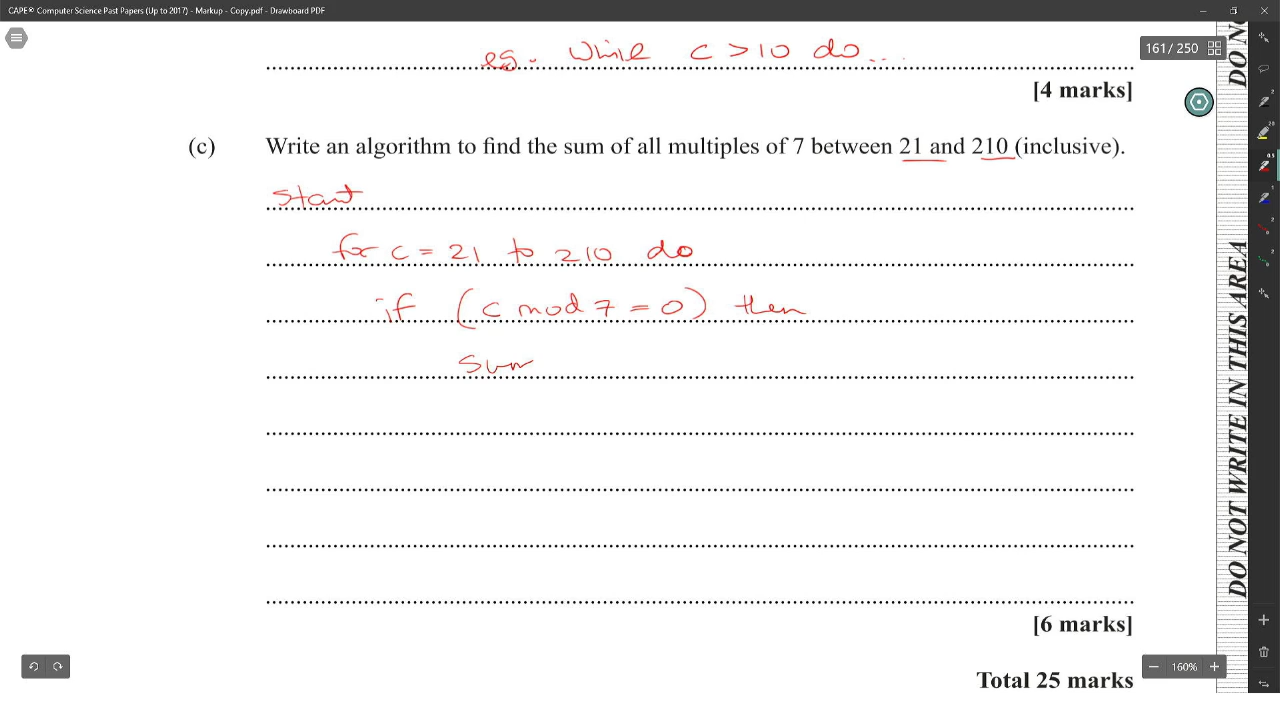 CAPE® Computer Science Past Papers (Up to 2017) - Markup - Copy.pdf - Drawboard PDF
161 / 250
eg. While c > 10 do...
[4 marks]
(c) Write an algorithm to find the sum of all multiples of 7 between 21 and 210 (inclusive).
Start
for c = 21 to 210 do
if (c mod 7 = 0) then
Sum
[6 marks]
Total 25 marks
160%
DO NO
DO NOT WRITE IN THIS AREA